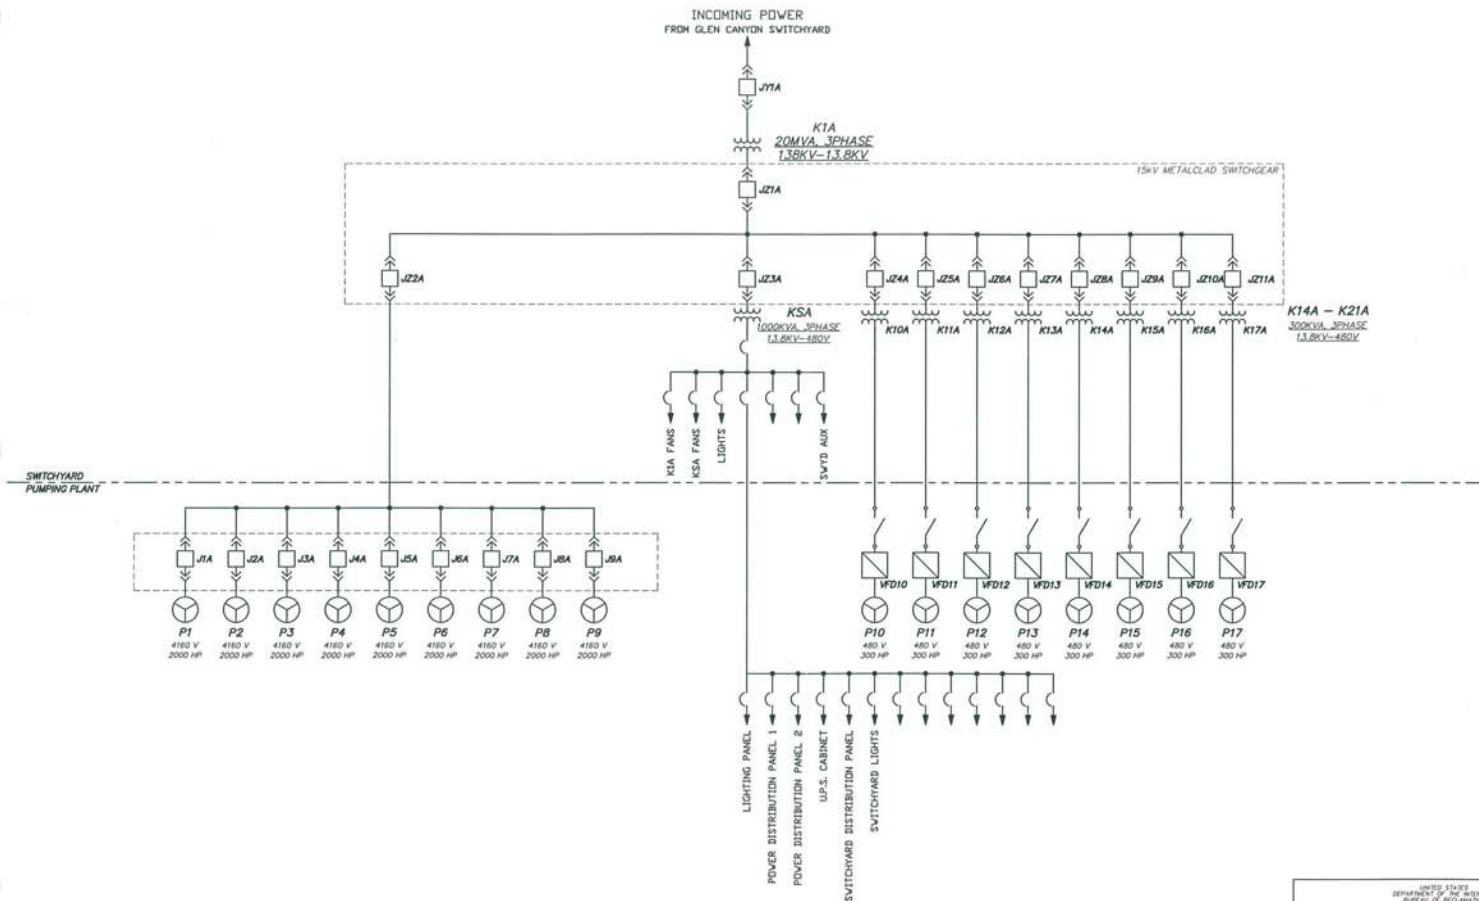 INCOMING POWER
FROM GLEN CANYON SWITCHYARD
JY1A
K1A
20MVA, 3PHASE
138KV-13.8KV
15kV METALCLAD SWITCHGEAR
JZ1A
JZ2A
JZ3A
JZ4A
JZ5A
JZ6A
JZ7A
JZ8A
JZ9A
JZ10A
JZ11A
KSA
1000KVA, 3PHASE
13.8KV-480V
K10A
K11A
K12A
K13A
K14A
K15A
K16A
K17A
K14A - K21A
300KVA, 3PHASE
13.8KV-480V
K1A FANS
KSA FANS
LIGHTS
SWYD AUX
SWITCHYARD
PUMPING PLANT
J1A
J2A
J3A
J4A
J5A
J6A
J7A
J8A
J9A
VFD10
VFD11
VFD12
VFD13
VFD14
VFD15
VFD16
VFD17
P1
P2
P3
P4
P5
P6
P7
P8
P9
P10
P11
P12
P13
P14
P15
P16
P17
4160 V
4160 V
4160 V
4160 V
4160 V
4160 V
4160 V
4160 V
4160 V
480 V
480 V
480 V
480 V
480 V
480 V
480 V
480 V
2000 HP
2000 HP
2000 HP
2000 HP
2000 HP
2000 HP
2000 HP
2000 HP
2000 HP
300 HP
300 HP
300 HP
300 HP
300 HP
300 HP
300 HP
300 HP
LIGHTING PANEL
POWER DISTRIBUTION PANEL 1
POWER DISTRIBUTION PANEL 2
U.P.S. CABINET
SWITCHYARD DISTRIBUTION PANEL
SWITCHYARD LIGHTS
UNITED STATES
DEPARTMENT OF THE
BUREAU OF